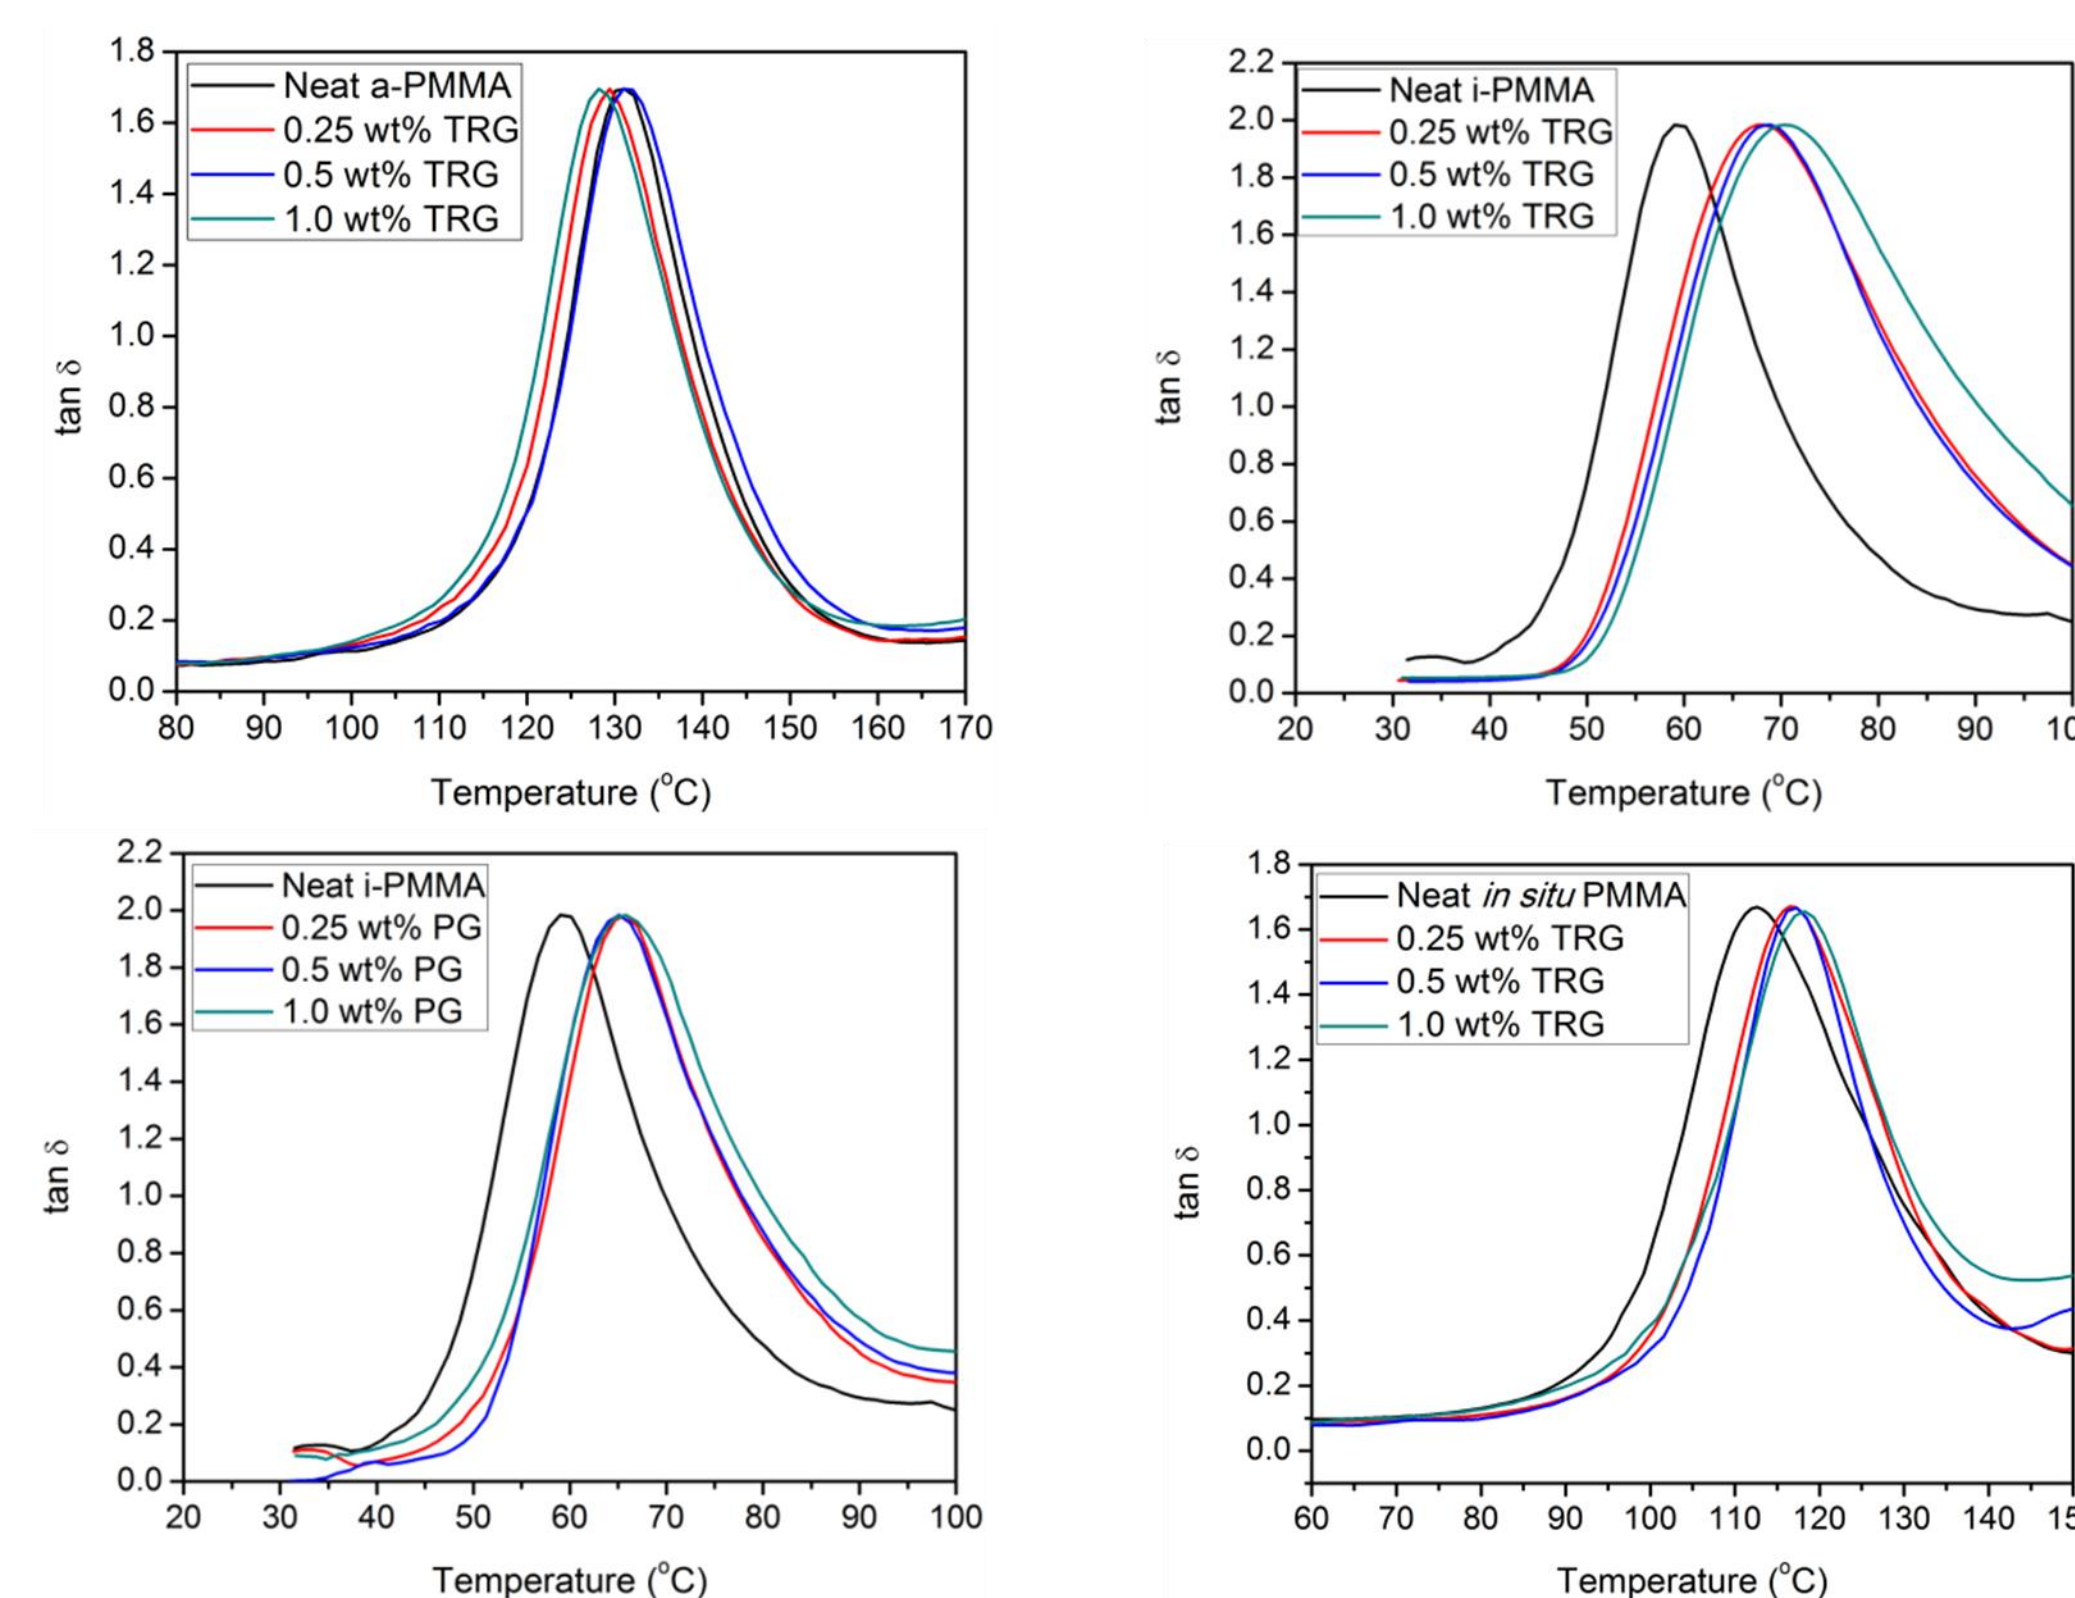 1.8
1.6
1.4
1.2
1.0
0.8
0.6
0.4
0.2
0.0
tan δ
Neat a-PMMA
0.25 wt% TRG
0.5 wt% TRG
1.0 wt% TRG
80 90 100 110 120 130 140 150 160 170
Temperature (°C)
2.2
2.0
1.8
1.6
1.4
1.2
1.0
0.8
0.6
0.4
0.2
0.0
tan δ
Neat i-PMMA
0.25 wt% TRG
0.5 wt% TRG
1.0 wt% TRG
20 30 40 50 60 70 80 90 10
Temperature (°C)
2.2
2.0
1.8
1.6
1.4
1.2
1.0
0.8
0.6
0.4
0.2
0.0
tan δ
Neat i-PMMA
0.25 wt% PG
0.5 wt% PG
1.0 wt% PG
20 30 40 50 60 70 80 90 100
Temperature (°C)
1.8
1.6
1.4
1.2
1.0
0.8
0.6
0.4
0.2
0.0
tan δ
Neat in situ PMMA
0.25 wt% TRG
0.5 wt% TRG
1.0 wt% TRG
60 70 80 90 100 110 120 130 140 15
Temperature (°C)